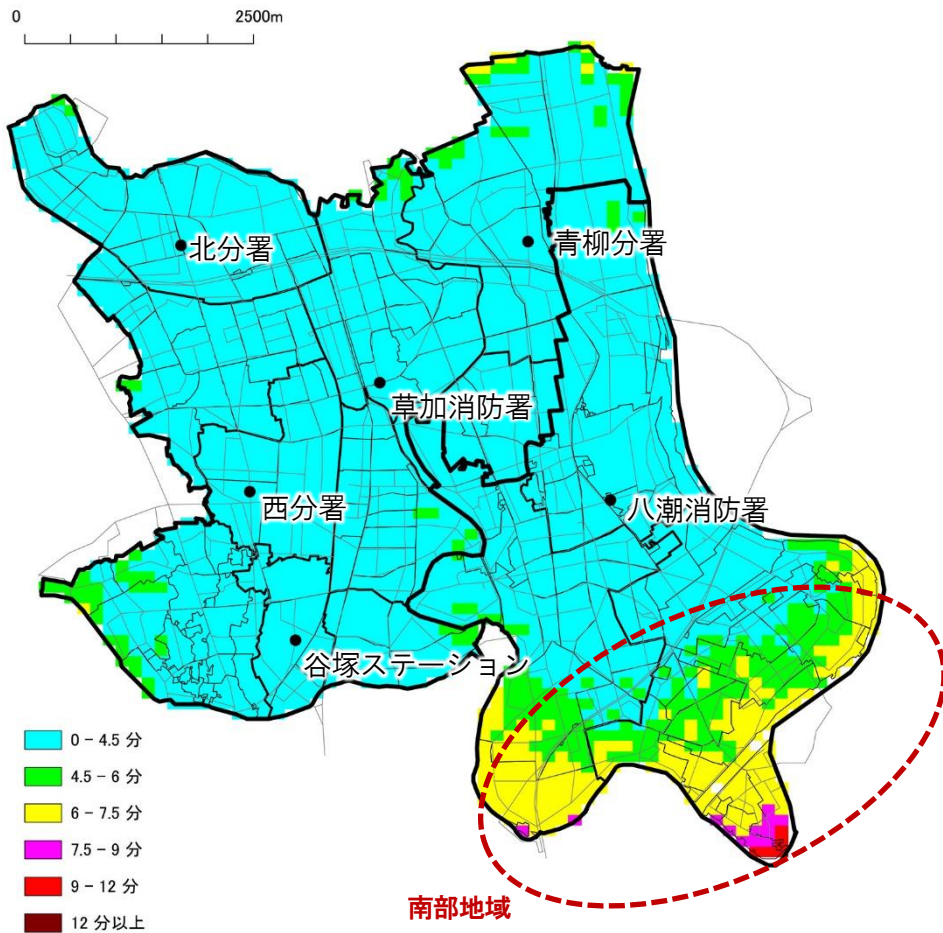 0 2500m
北分署
青柳分署
草加消防署
西分署
八潮消防署
谷塚ステーション
0 − 4.5 分
4.5 − 6 分
6 − 7.5 分
7.5 − 9 分
9 − 12 分
12 分以上
南部地域